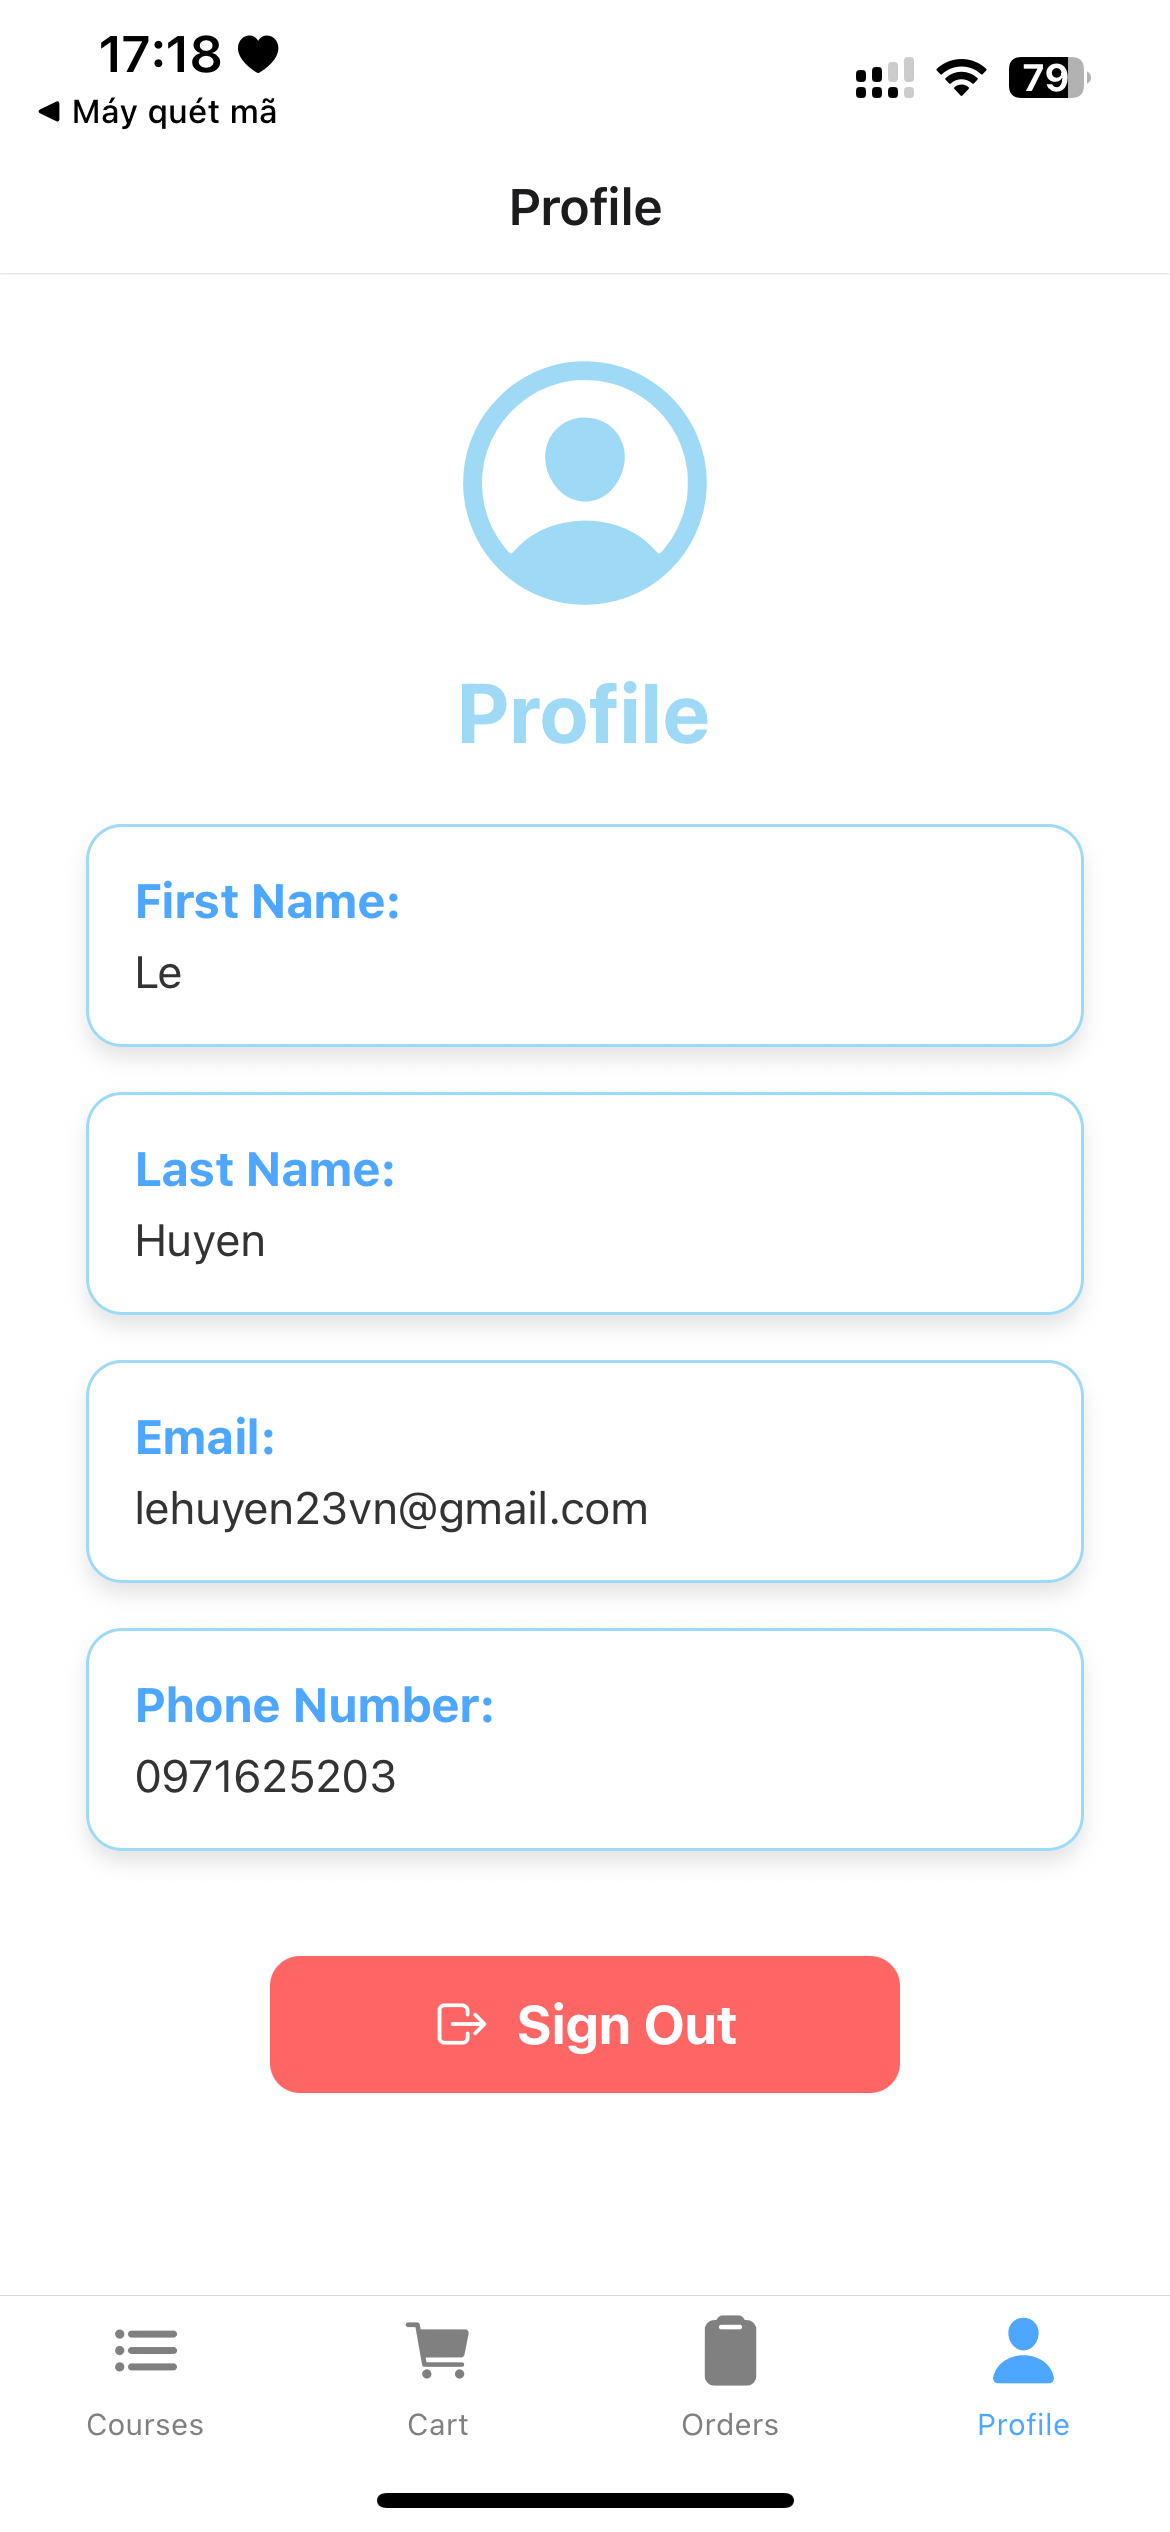 17:18
Máy quét mã
79
Profile
Profile
First Name:
Le
Last Name:
Huyen
Email:
lehuyen23vn@gmail.com
Phone Number:
0971625203
Sign Out
Courses
Cart
Orders
Profile